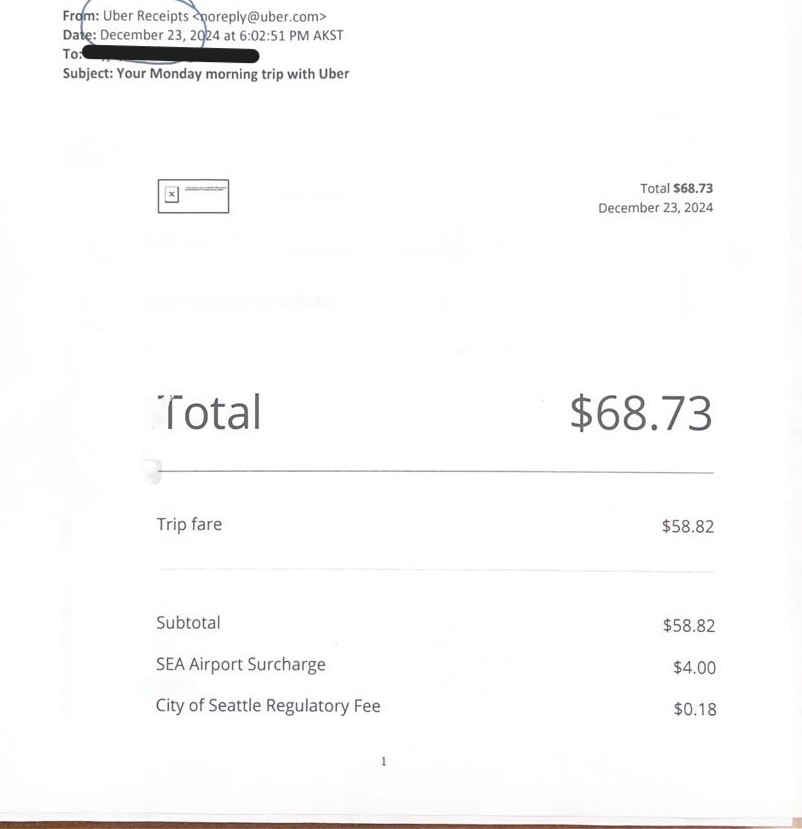 From: Uber Receipts <noreply@uber.com>
Date: December 23, 2024 at 6:02:51 PM AKST
To:
Subject: Your Monday morning trip with Uber
Total $68.73
December 23, 2024
Total $68.73
Trip fare $58.82
Subtotal $58.82
SEA Airport Surcharge $4.00
City of Seattle Regulatory Fee $0.18
1